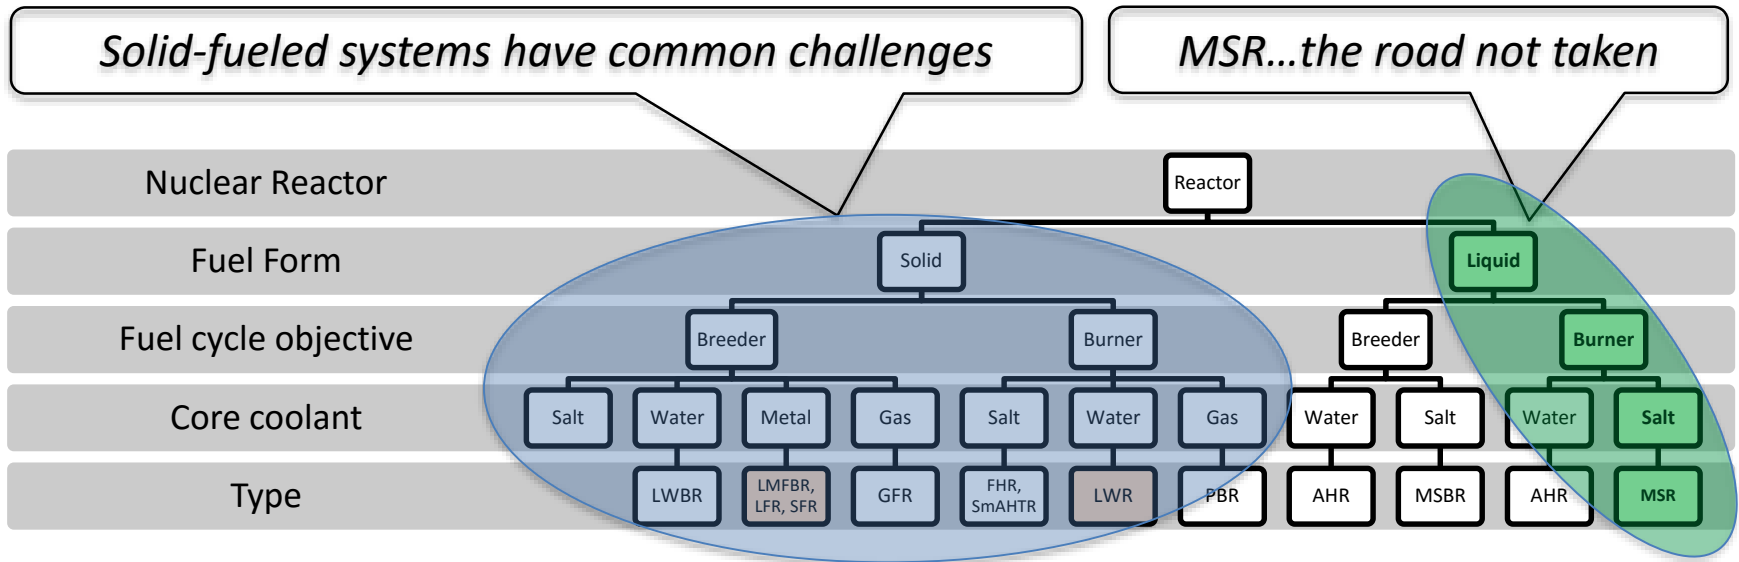 Solid-fueled systems have common challenges
MSR...the road not taken
Nuclear Reactor
Reactor
Fuel Form
Solid
Liquid
Fuel cycle objective
Breeder
Burner
Breeder
Burner
Core coolant
Salt
Water
Metal
Gas
Salt
Water
Gas
Water
Salt
Water
Salt
Type
LWBR
LMFBR,
LFR, SFR
GFR
FHR,
SmAHTR
LWR
PBR
AHR
MSBR
AHR
MSR